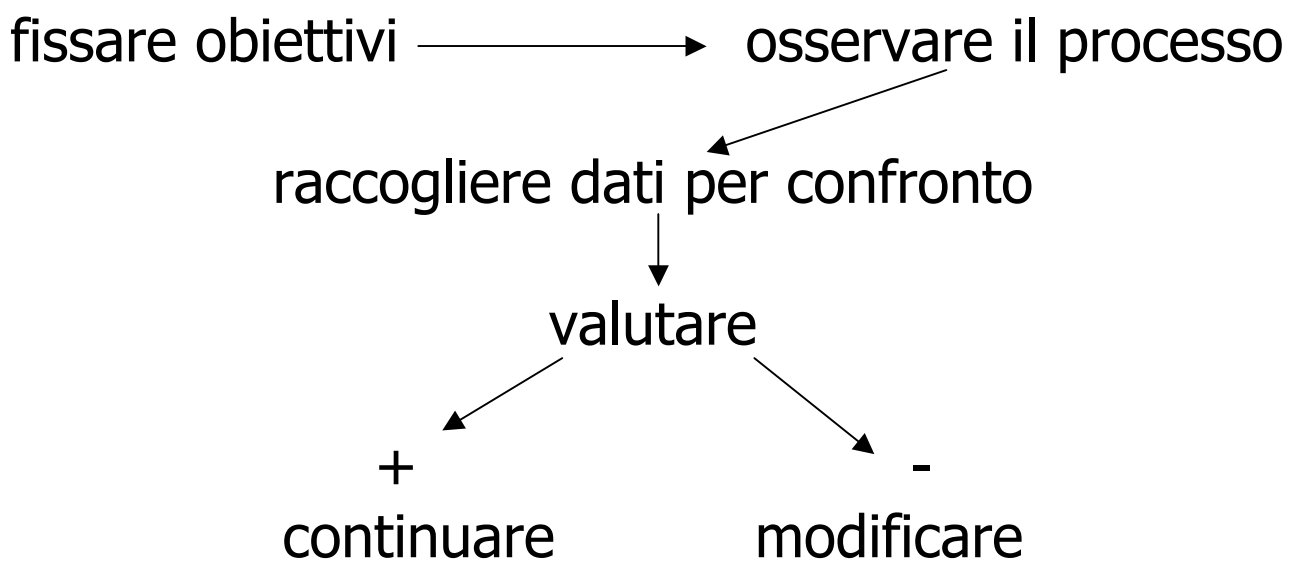 fissare obiettivi osservare il processo
raccogliere dati per confronto
valutare
+ -
continuare modificare